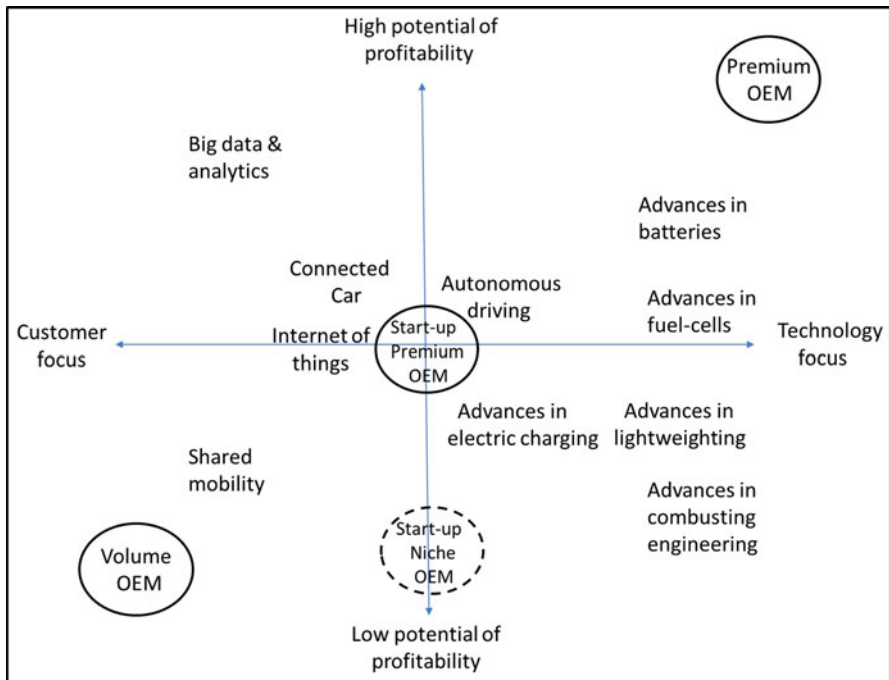 High potential of
profitability
Premium
OEM
Big data &
analytics
Advances in
batteries
Connected
Car
Autonomous
driving
Advances in
fuel-cells
Customer
focus
Internet of
things
Start-up
Premium
OEM
Technology
focus
Advances in
electric charging
Advances in
lightweighting
Shared
mobility
Advances in
combusting
engineering
Start-up
Niche
OEM
Volume
OEM
Low potential of
profitability